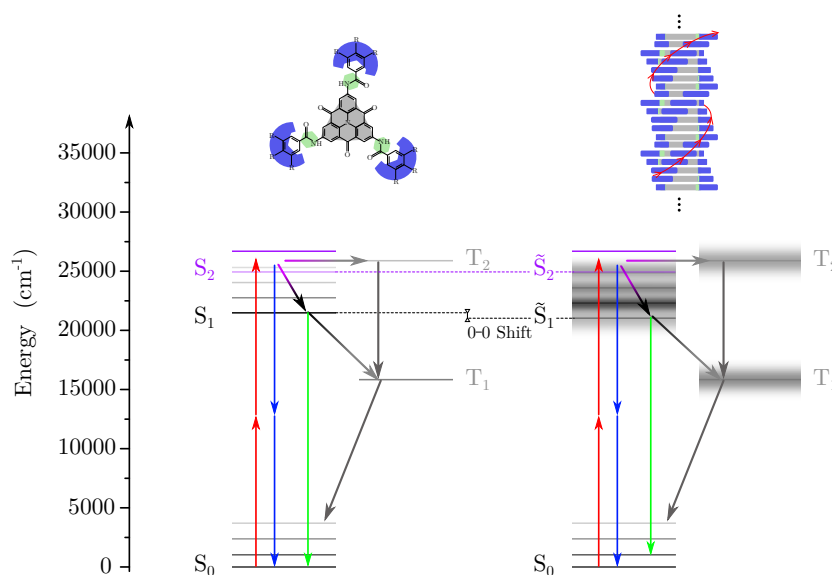 R
R
R
HN
O
O
O
O
NH
R
R
R
O
NH
O
R
R
R
Energy (cm⁻¹)
35000
30000
25000
20000
15000
10000
5000
0
S₂
S₁
S₀
T₂
T₁
0-0 Shift
S̃₂
S̃₁
S₀
T
T